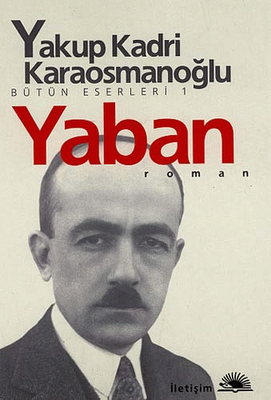 Yakup Kadri
Karaosmanoğlu
BÜTÜN ESERLERİ 1
Yaban
roman
İletişim